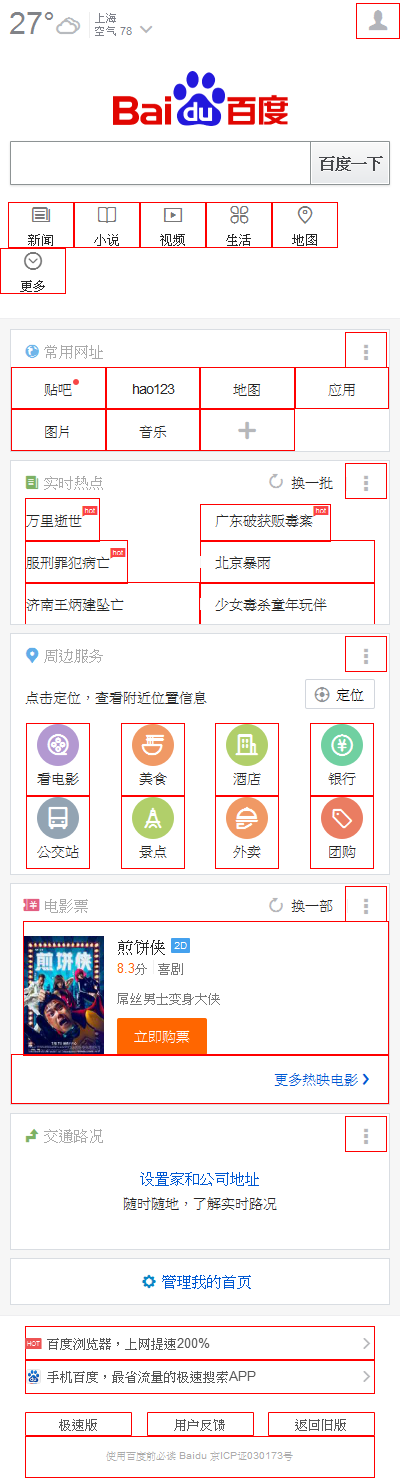 27°
上海
空气 78
Bai du 百度
百度一下
新闻 小说 视频 生活 地图
更多
常用网址
贴吧 hao123 地图 应用
图片 音乐
实时热点 换一批
万里逝世 hot 广东破获贩毒案 hot
服刑罪犯病亡 hot 北京暴雨
济南王炳建坠亡 少女毒杀童年玩伴
周边服务
点击定位，查看附近位置信息 定位
看电影 美食 酒店 银行
公交站 景点 外卖 团购
电影票 换一部
煎饼侠
煎饼侠 2D
8.3分 喜剧
屌丝男士变身大侠
立即购票
更多热映电影
交通路况
设置家和公司地址
随时随地，了解实时路况
管理我的首页
HOT 百度浏览器，上网提速200%
手机百度，最省流量的极速搜索APP
极速版 用户反馈 返回旧版
使用百度前必读 Baidu 京ICP证030173号